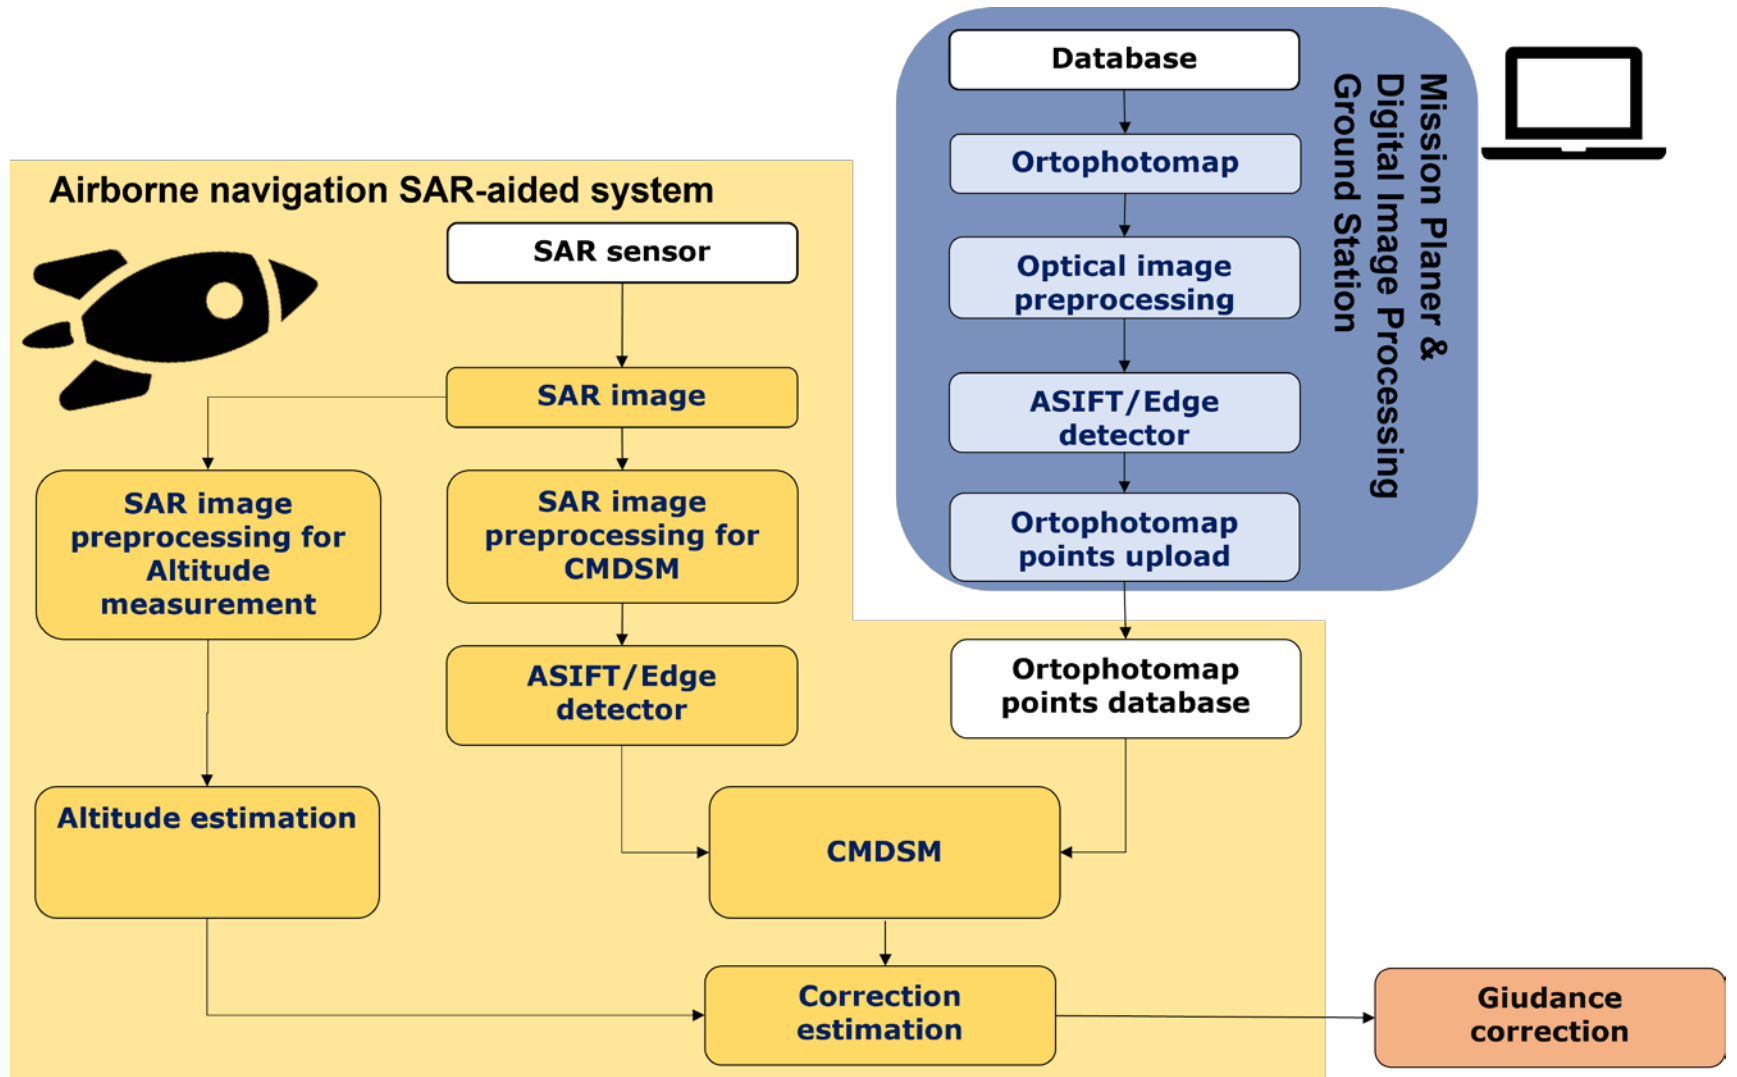 Database
Ortophotomap
Optical image
preprocessing
ASIFT/Edge
detector
Ortophotomap
points upload
Mission Planer &
Digital Image Processing
Ground Station
Airborne navigation SAR-aided system
SAR sensor
SAR image
SAR image
preprocessing for
Altitude
measurement
SAR image
preprocessing for
CMDSM
ASIFT/Edge
detector
Ortophotomap
points database
Altitude estimation
CMDSM
Correction
estimation
Giudance
correction